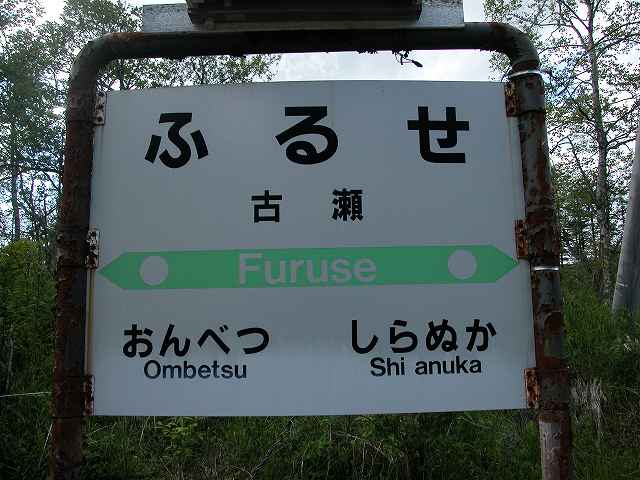 ふるせ
古瀬
Furuse
おんべつ
Ombetsu
しらぬか
Shi anuka